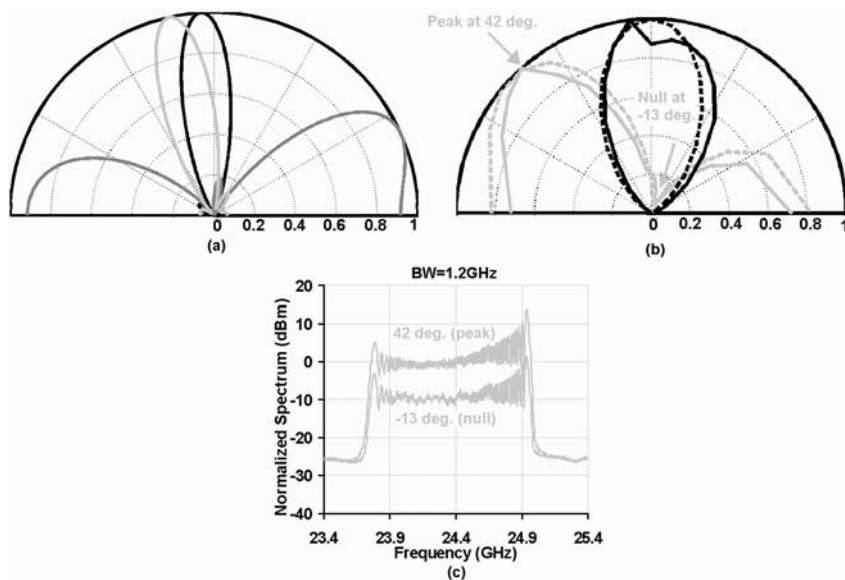 0 0.2 0.4 0.6 0.8 1
(a)
Peak at 42 deg.
Null at
-13 deg.
0 0.2 0.4 0.6 0.8 1
(b)
BW=1.2GHz
Normalized Spectrum (dBm)
20
10
0
-10
-20
-30
-40
42 deg. (peak)
-13 deg. (null)
23.4 23.9 24.4 24.9 25.4
Frequency (GHz)
(c)